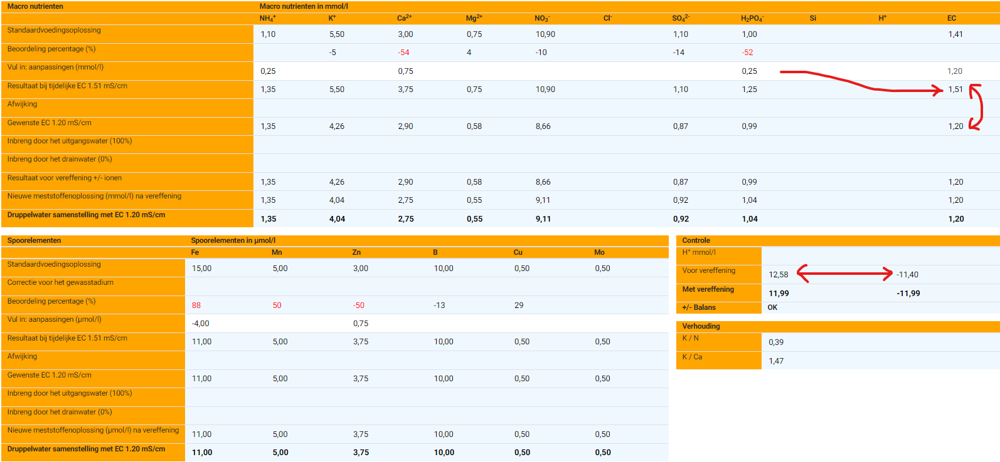 Macro nutrienten Macro nutrienten in mmol/l
NH₄⁺ K⁺ Ca²⁺ Mg²⁺ NO₃⁻ Cl⁻ SO₄²⁻ H₂PO₄⁻ Si H⁺ EC
Standaardvoedingsoplossing 1,10 5,50 3,00 0,75 10,90 1,10 1,00 1,41
Beoordeling percentage (%) -5 -54 4 -10 -14 -52
Vul in: aanpassingen (mmol/l) 0,25 0,75 0,25 1,20
Resultaat bij tijdelijke EC 1.51 mS/cm 1,35 5,50 3,75 0,75 10,90 1,10 1,25 1,51
Afwijking
Gewenste EC 1.20 mS/cm 1,35 4,26 2,90 0,58 8,66 0,87 0,99 1,20
Inbreng door het uitgangswater (100%)
Inbreng door het drainwater (0%)
Resultaat voor vereffening +/- ionen 1,35 4,26 2,90 0,58 8,66 0,87 0,99 1,20
Nieuwe meststoffenoplossing (mmol/l) na vereffening 1,35 4,04 2,75 0,55 9,11 0,92 1,04 1,20
Druppelwater samenstelling met EC 1.20 mS/cm 1,35 4,04 2,75 0,55 9,11 0,92 1,04 1,20
Spoorelementen Spoorelementen in µmol/l
Fe Mn Zn B Cu Mo
Standaardvoedingsoplossing 15,00 5,00 3,00 10,00 0,50 0,50
Correctie voor het gewasstadium
Beoordeling percentage (%) 88 50 -50 -13 29
Vul in: aanpassingen (µmol/l) -4,00 0,75
Resultaat bij tijdelijke EC 1.51 mS/cm 11,00 5,00 3,75 10,00 0,50 0,50
Afwijking
Gewenste EC 1.20 mS/cm 11,00 5,00 3,75 10,00 0,50 0,50
Inbreng door het uitgangswater (100%)
Inbreng door het drainwater (0%)
Nieuwe meststoffenoplossing (µmol/l) na vereffening 11,00 5,00 3,75 10,00 0,50 0,50
Druppelwater samenstelling met EC 1.20 mS/cm 11,00 5,00 3,75 10,00 0,50 0,50
Controle
H⁺ mmol/l
Voor vereffening 12,58 -11,40
Met vereffening 11,99 -11,99
+/- Balans OK
Verhouding
K / N 0,39
K / Ca 1,47